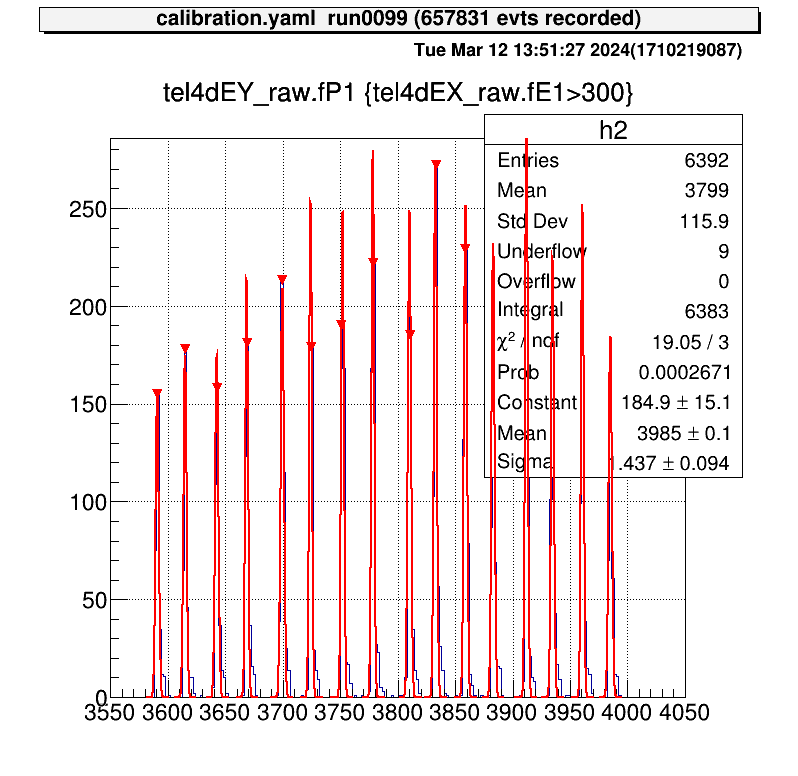 calibration.yaml run0099 (657831 evts recorded)
Tue Mar 12 13:51:27 2024(1710219087)
tel4dEY_raw.fP1 {tel4dEX_raw.fE1>300}
h2
Entries 6392
Mean 3799
Std Dev 115.9
Underflow 9
Overflow 0
Integral 6383
χ² / ndf 19.05 / 3
Prob 0.0002671
Constant 184.9 ± 15.1
Mean 3985 ± 0.1
Sigma .437 ± 0.094
250
200
150
100
50
0
3550 3600 3650 3700 3750 3800 3850 3900 3950 4000 4050